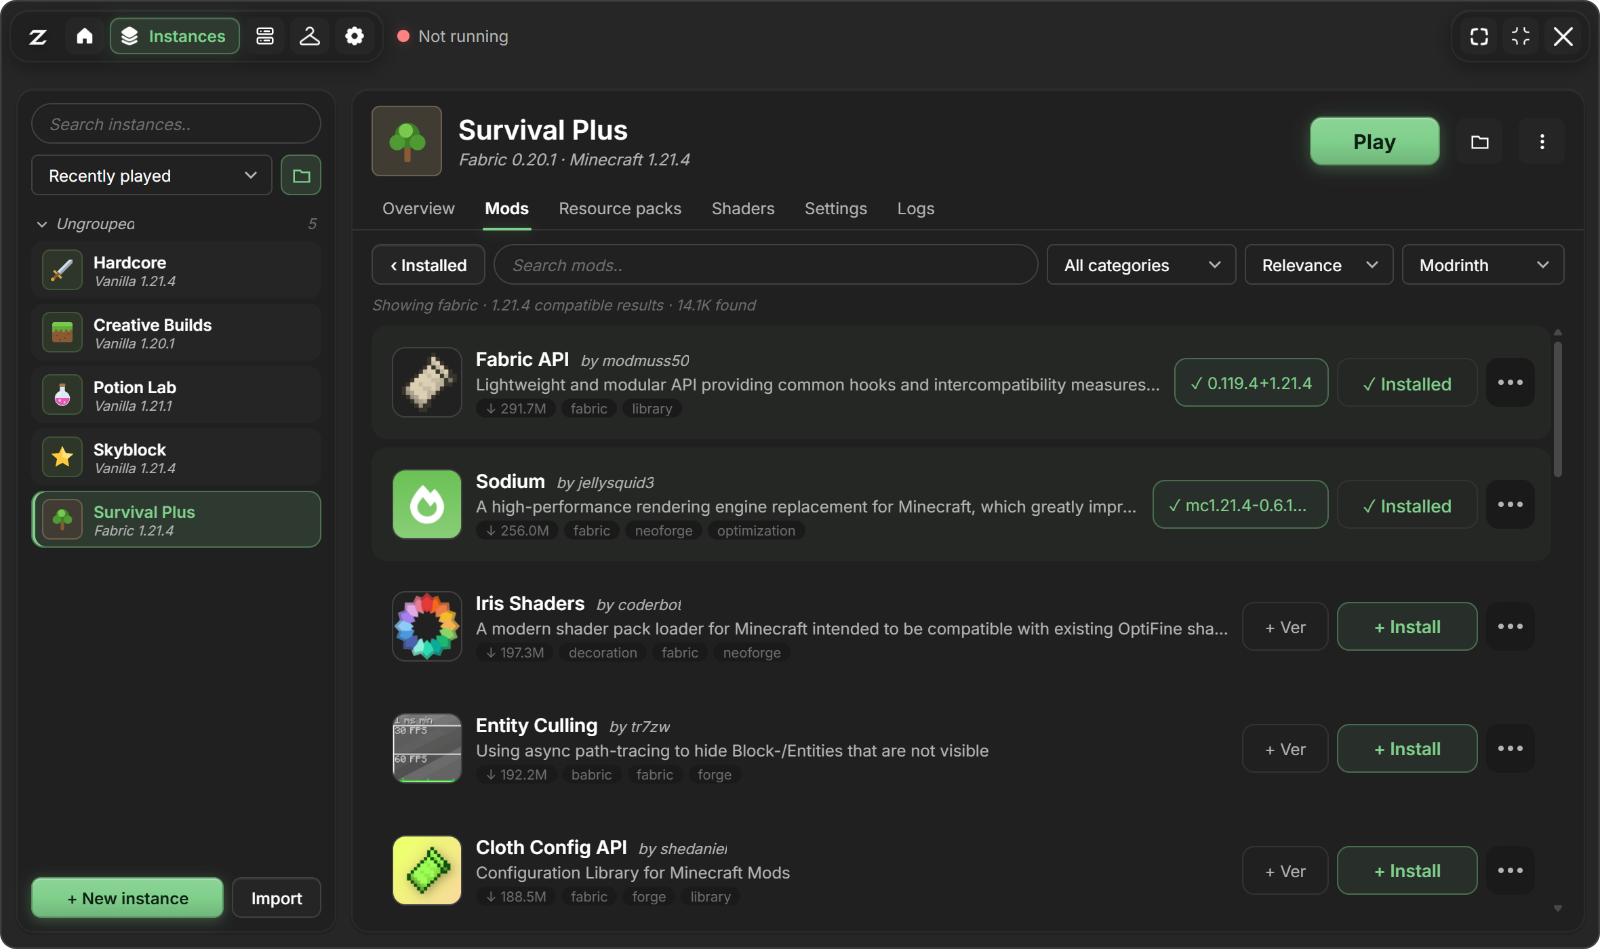 Instances
Not running
Search instances..
Recently played
Ungrouped 5
Hardcore
Vanilla 1.21.4
Creative Builds
Vanilla 1.20.1
Potion Lab
Vanilla 1.21.1
Skyblock
Vanilla 1.21.4
Survival Plus
Fabric 1.21.4
+ New instance
Import
Survival Plus
Fabric 0.20.1 · Minecraft 1.21.4
Play
Overview Mods Resource packs Shaders Settings Logs
‹ Installed
Search mods..
All categories
Relevance
Modrinth
Showing fabric · 1.21.4 compatible results · 14.1K found
Fabric API by modmuss50
Lightweight and modular API providing common hooks and intercompatibility measures...
↓ 291.7M fabric library
✓ 0.119.4+1.21.4
✓ Installed
Sodium by jellysquid3
A high-performance rendering engine replacement for Minecraft, which greatly impr...
↓ 256.0M fabric neoforge optimization
✓ mc1.21.4-0.6.1...
✓ Installed
Iris Shaders by coderbot
A modern shader pack loader for Minecraft intended to be compatible with existing OptiFine sha...
↓ 197.3M decoration fabric neoforge
+ Ver
+ Install
1 ms min
30 FPS
60 FPS
Entity Culling by tr7zw
Using async path-tracing to hide Block-/Entities that are not visible
↓ 192.2M babric fabric forge
+ Ver
+ Install
Cloth Config API by shedaniel
Configuration Library for Minecraft Mods
↓ 188.5M fabric forge library
+ Ver
+ Install